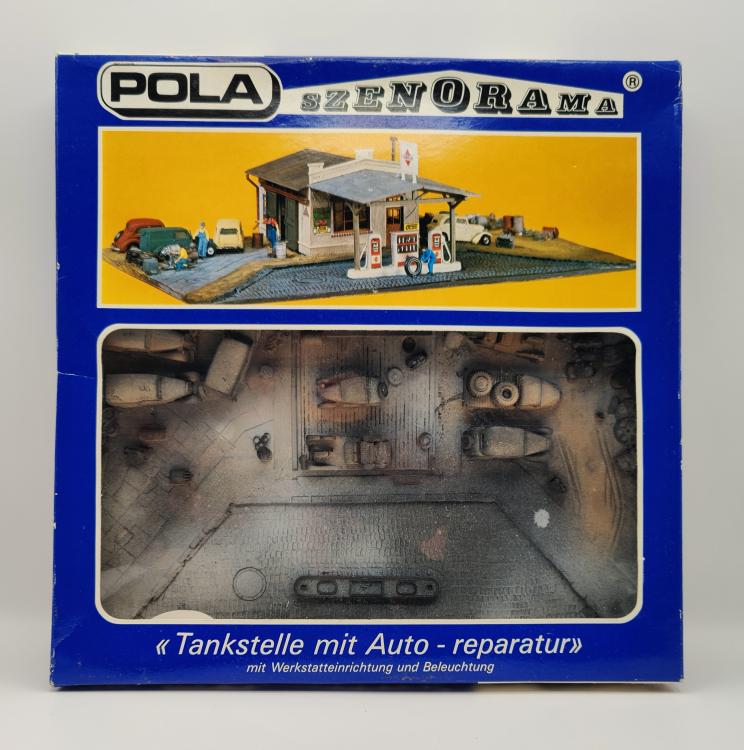 POLA SZENORAMA ®
« Tankstelle mit Auto - reparatur»
mit Werkstatteinrichtung und Beleuchtung